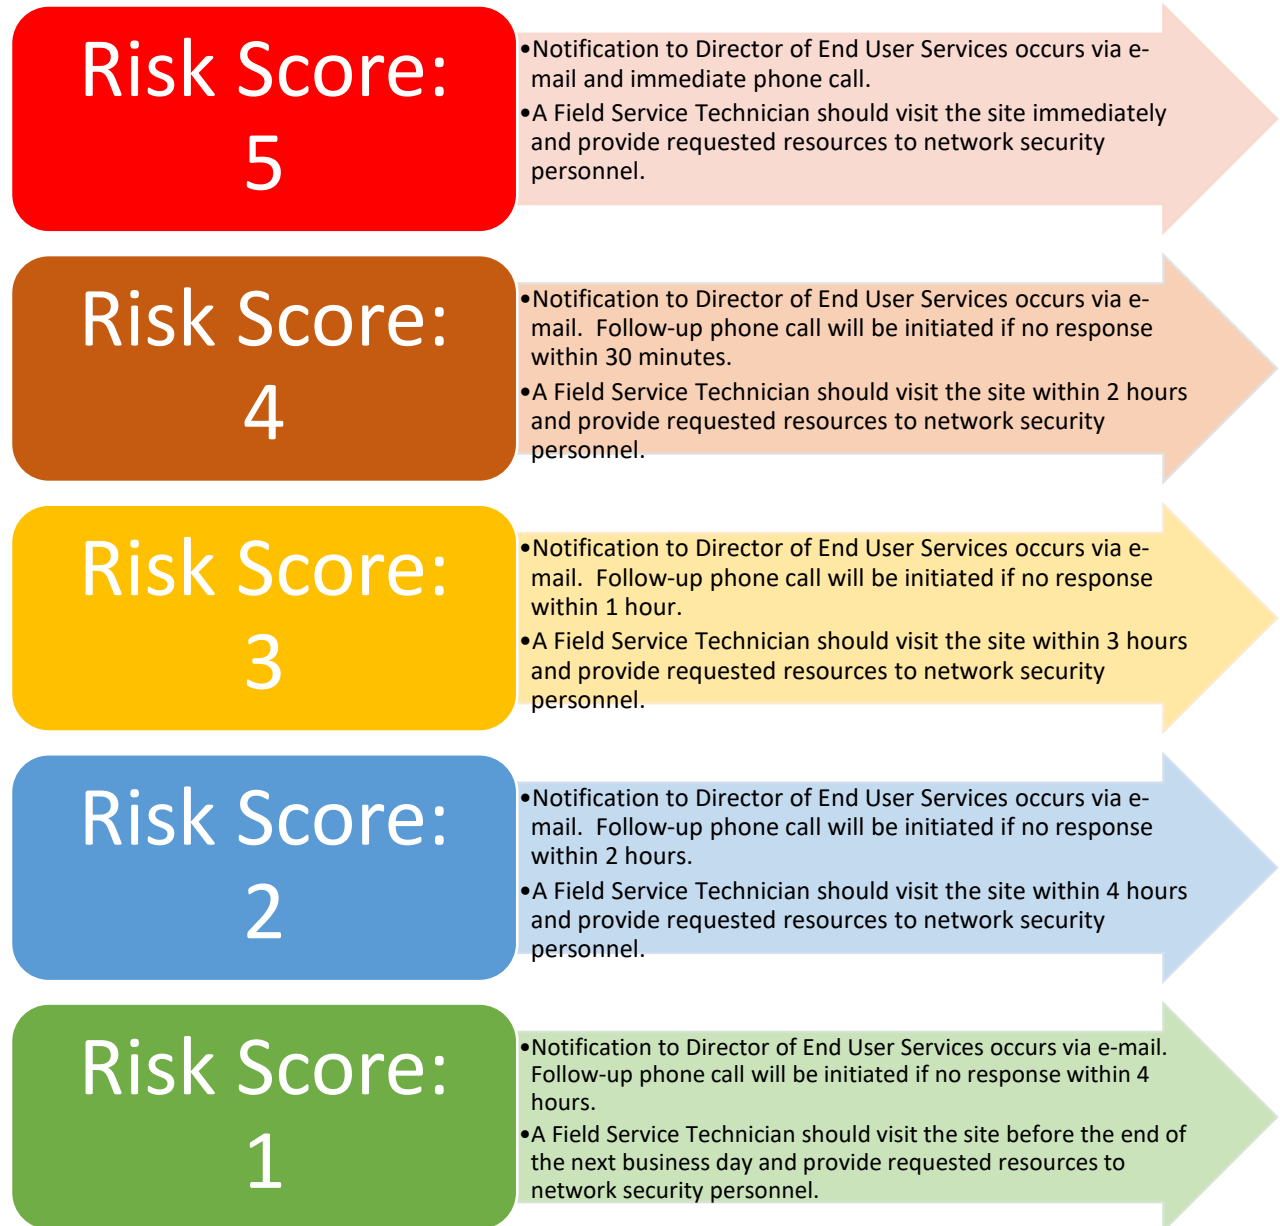 Risk Score:
5
•Notification to Director of End User Services occurs via e-
mail and immediate phone call.
•A Field Service Technician should visit the site immediately
and provide requested resources to network security
personnel.
Risk Score:
4
•Notification to Director of End User Services occurs via e-
mail.  Follow-up phone call will be initiated if no response
within 30 minutes.
•A Field Service Technician should visit the site within 2 hours
and provide requested resources to network security
personnel.
Risk Score:
3
•Notification to Director of End User Services occurs via e-
mail.  Follow-up phone call will be initiated if no response
within 1 hour.
•A Field Service Technician should visit the site within 3 hours
and provide requested resources to network security
personnel.
Risk Score:
2
•Notification to Director of End User Services occurs via e-
mail.  Follow-up phone call will be initiated if no response
within 2 hours.
•A Field Service Technician should visit the site within 4 hours
and provide requested resources to network security
personnel.
Risk Score:
1
•Notification to Director of End User Services occurs via e-mail.
Follow-up phone call will be initiated if no response within 4
hours.
•A Field Service Technician should visit the site before the end of
the next business day and provide requested resources to
network security personnel.